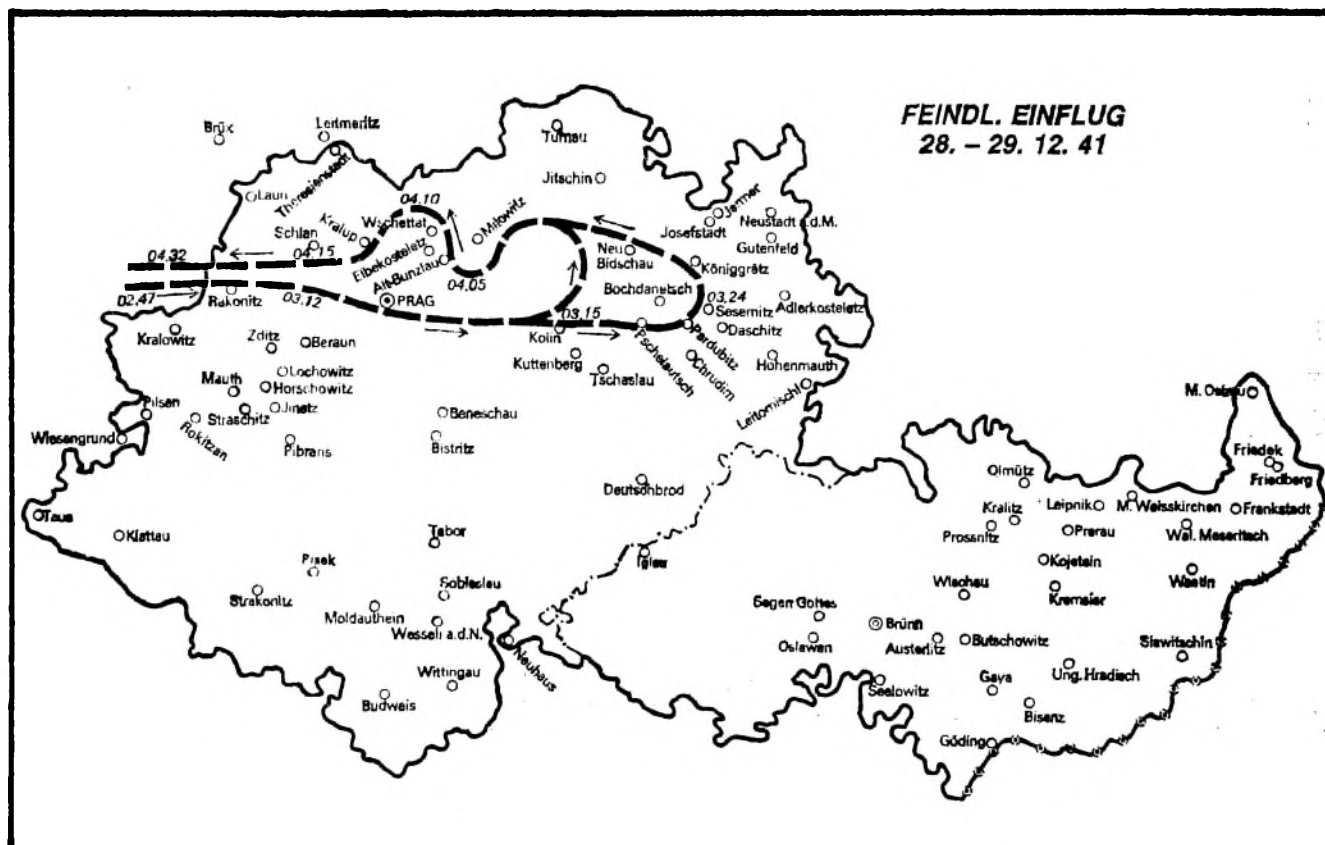 FEINDL. EINFLUG
28. – 29. 12. 41
Brüx
Leitmeritz
Theresienstadt
Turnau
Laun
Jitschin
04.10
Kralup
Wschettat
Milowitz
Schlan
Josefstadt
Jermer
Neustadt a.d.M.
Gutenfeld
04.32
04.15
Elbekosteletz
Alt-Bunzlau
04.05
Neu
Bidschau
Königgrätz
02.47
Rakonitz
03.12
PRAG
Bochdanetsch
03.24
Sesemitz
Adlerkosteletz
Daschitz
Kralowitz
Zditz
Beraun
03.15
Kolin
Pschelautsch
Pardubitz
Kuttenberg
Tschaslau
Chrudim
Hohenmauth
Lochowitz
Horschowitz
Mauth
Pilsen
Rokitzan
Straschitz
Jinetz
Beneschau
Leitomischl
M. Ostrau
Wiesengrund
Pibrans
Bistritz
Friedek
Friedberg
Deutschbrod
Olmütz
Leipnik
M. Weisskirchen
Frankstadt
Taus
Klattau
Kralitz
Prossnitz
Prerau
Wal. Meseritsch
Tabor
Iglau
Kojetein
Pisek
Wsetin
Strakonitz
Sobieslau
Wischau
Kremsier
Moldauthein
Wesseli a.d.N.
Neuhaus
Segen Gottes
Brünn
Oslawan
Austerlitz
Butschowitz
Slawitschin
Wittingau
Budweis
Seelowitz
Gaya
Ung. Hradisch
Bisenz
Göding